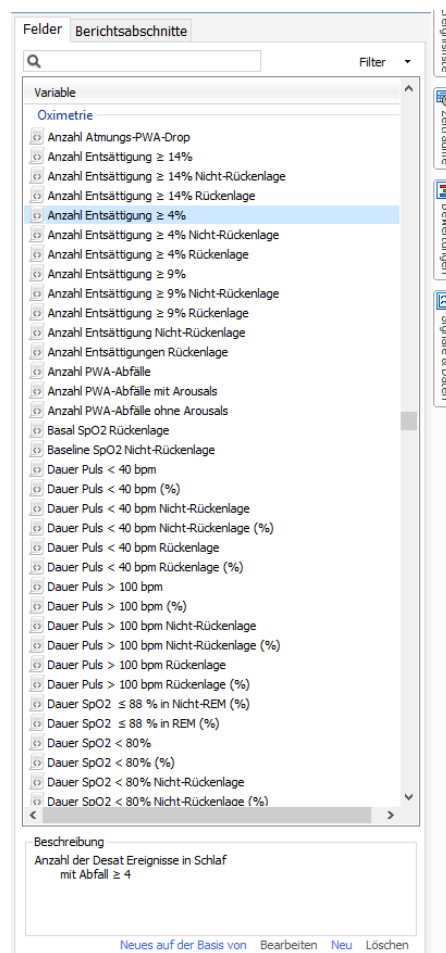 Felder
Berichtsabschnitte
Filter
Variable
Oximetrie
Anzahl Atmungs-PWA-Drop
Anzahl Entsättigung ≥ 14%
Anzahl Entsättigung ≥ 14% Nicht-Rückenlage
Anzahl Entsättigung ≥ 14% Rückenlage
Anzahl Entsättigung ≥ 4%
Anzahl Entsättigung ≥ 4% Nicht-Rückenlage
Anzahl Entsättigung ≥ 4% Rückenlage
Anzahl Entsättigung ≥ 9%
Anzahl Entsättigung ≥ 9% Nicht-Rückenlage
Anzahl Entsättigung ≥ 9% Rückenlage
Anzahl Entsättigung Nicht-Rückenlage
Anzahl Entsättigungen Rückenlage
Anzahl PWA-Abfälle
Anzahl PWA-Abfälle mit Arousals
Anzahl PWA-Abfälle ohne Arousals
Basal SpO2 Rückenlage
Baseline SpO2 Nicht-Rückenlage
Dauer Puls < 40 bpm
Dauer Puls < 40 bpm (%)
Dauer Puls < 40 bpm Nicht-Rückenlage
Dauer Puls < 40 bpm Nicht-Rückenlage (%)
Dauer Puls < 40 bpm Rückenlage
Dauer Puls < 40 bpm Rückenlage (%)
Dauer Puls > 100 bpm
Dauer Puls > 100 bpm (%)
Dauer Puls > 100 bpm Nicht-Rückenlage
Dauer Puls > 100 bpm Nicht-Rückenlage (%)
Dauer Puls > 100 bpm Rückenlage
Dauer Puls > 100 bpm Rückenlage (%)
Dauer SpO2 ≤ 88 % in Nicht-REM (%)
Dauer SpO2 ≤ 88 % in REM (%)
Dauer SpO2 < 80%
Dauer SpO2 < 80% (%)
Dauer SpO2 < 80% Nicht-Rückenlage
Dauer SpO2 < 80% Nicht-Rückenlage (%)
Beschreibung
Anzahl der Desat Ereignisse in Schlaf
mit Abfall ≥ 4
Neues auf der Basis von Bearbeiten Neu Löschen